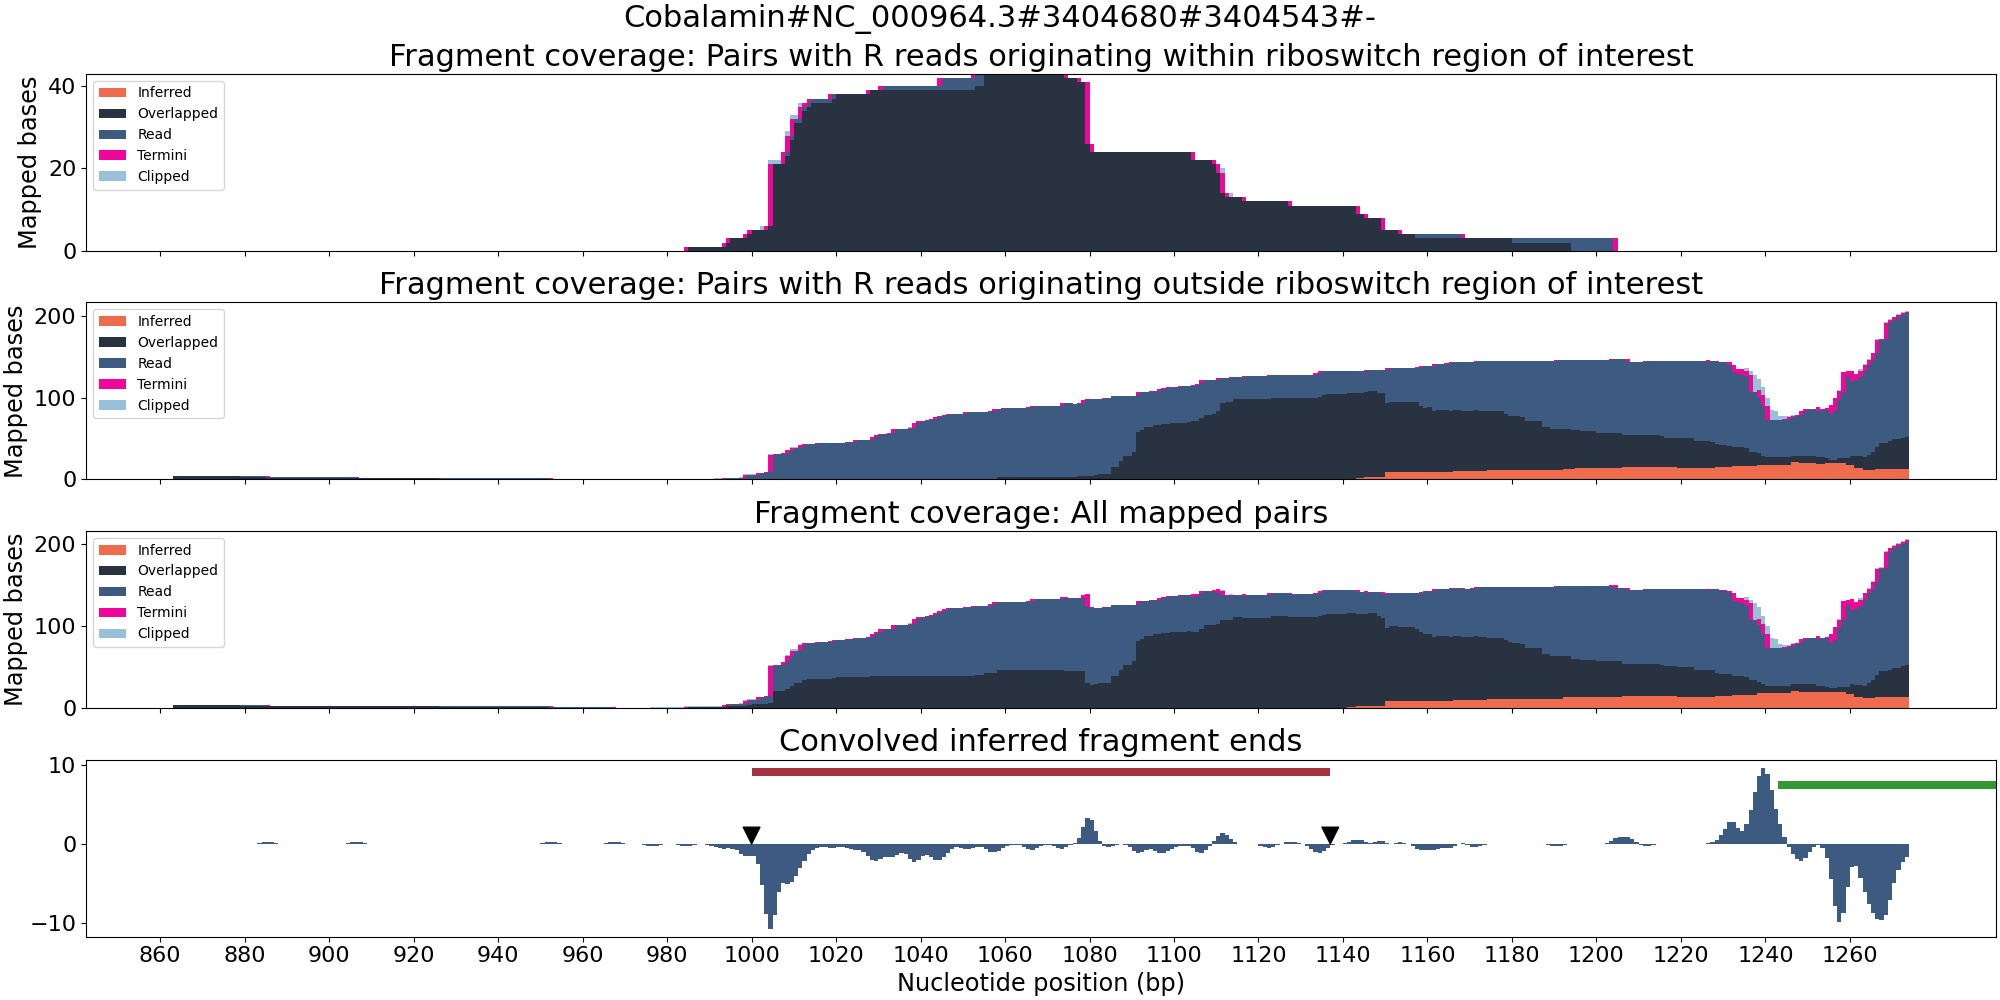 Cobalamin#NC_000964.3#3404680#3404543#-
Fragment coverage: Pairs with R reads originating within riboswitch region of interest
Mapped bases
40
20
0
Inferred
Overlapped
Read
Termini
Clipped
Fragment coverage: Pairs with R reads originating outside riboswitch region of interest
Mapped bases
200
100
0
Inferred
Overlapped
Read
Termini
Clipped
Fragment coverage: All mapped pairs
Mapped bases
200
100
0
Inferred
Overlapped
Read
Termini
Clipped
Convolved inferred fragment ends
10
0
−10
860 880 900 920 940 960 980 1000 1020 1040 1060 1080 1100 1120 1140 1160 1180 1200 1220 1240 1260
Nucleotide position (bp)